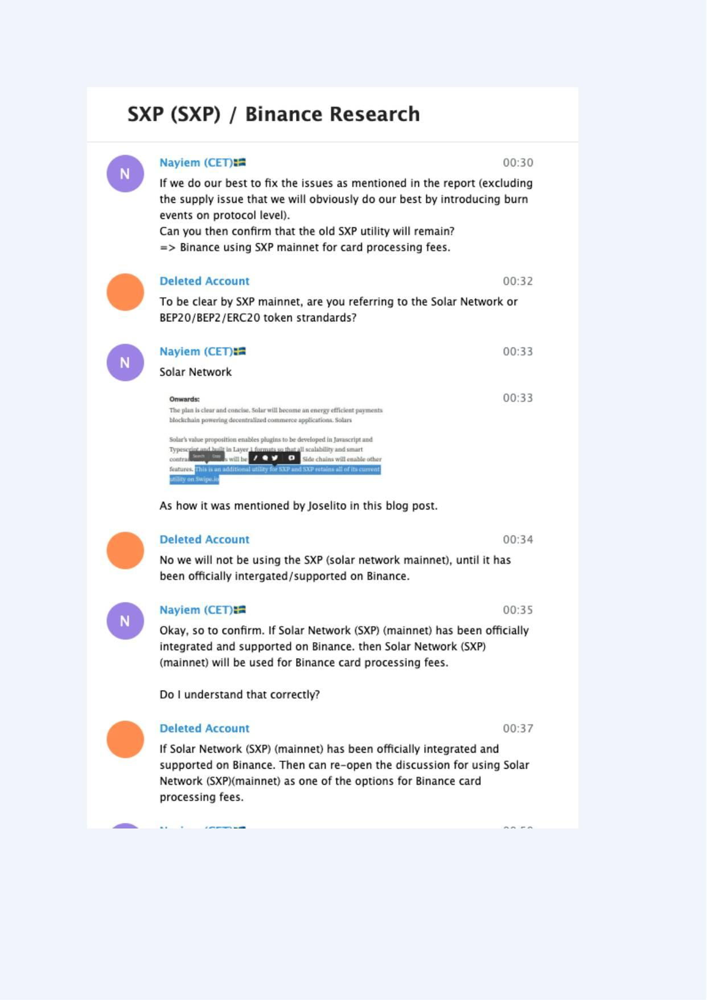 SXP (SXP) / Binance Research
N
Nayiem (CET)🇸🇪 00:30
If we do our best to fix the issues as mentioned in the report (excluding
the supply issue that we will obviously do our best by introducing burn
events on protocol level).
Can you then confirm that the old SXP utility will remain?
=> Binance using SXP mainnet for card processing fees.
Deleted Account 00:32
To be clear by SXP mainnet, are you referring to the Solar Network or
BEP20/BEP2/ERC20 token strandards?
N
Nayiem (CET)🇸🇪 00:33
Solar Network
00:33
Onwards:
The plan is clear and concise. Solar will become an energy efficient payments
blockchain powering decentralized commerce applications. Solars
Solar's value proposition enables plugins to be developed in Javascript and
Typescript and built in Layer 1 formats so that all scalability and smart
Search Copy
will be Side chains will enable other
features. This is an additional utility for SXP and SXP retains all of its current
utility on Swipe.io
As how it was mentioned by Joselito in this blog post.
Deleted Account 00:34
No we will not be using the SXP (solar network mainnet), until it has
been officially intergated/supported on Binance.
N
Nayiem (CET)🇸🇪 00:35
Okay, so to confirm. If Solar Network (SXP) (mainnet) has been officially
integrated and supported on Binance. then Solar Network (SXP)
(mainnet) will be used for Binance card processing fees.
Do I understand that correctly?
Deleted Account 00:37
If Solar Network (SXP) (mainnet) has been officially integrated and
supported on Binance. Then can re-open the discussion for using Solar
Network (SXP)(mainnet) as one of the options for Binance card
processing fees.